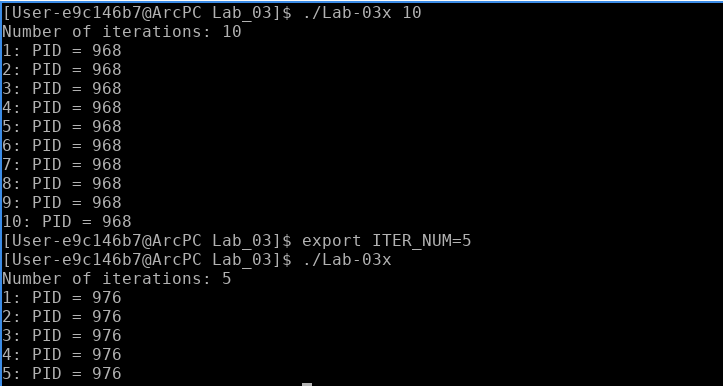 [User-e9c146b7@ArcPC Lab_03]$ ./Lab-03x 10
Number of iterations: 10
1: PID = 968
2: PID = 968
3: PID = 968
4: PID = 968
5: PID = 968
6: PID = 968
7: PID = 968
8: PID = 968
9: PID = 968
10: PID = 968
[User-e9c146b7@ArcPC Lab_03]$ export ITER_NUM=5
[User-e9c146b7@ArcPC Lab_03]$ ./Lab-03x
Number of iterations: 5
1: PID = 976
2: PID = 976
3: PID = 976
4: PID = 976
5: PID = 976